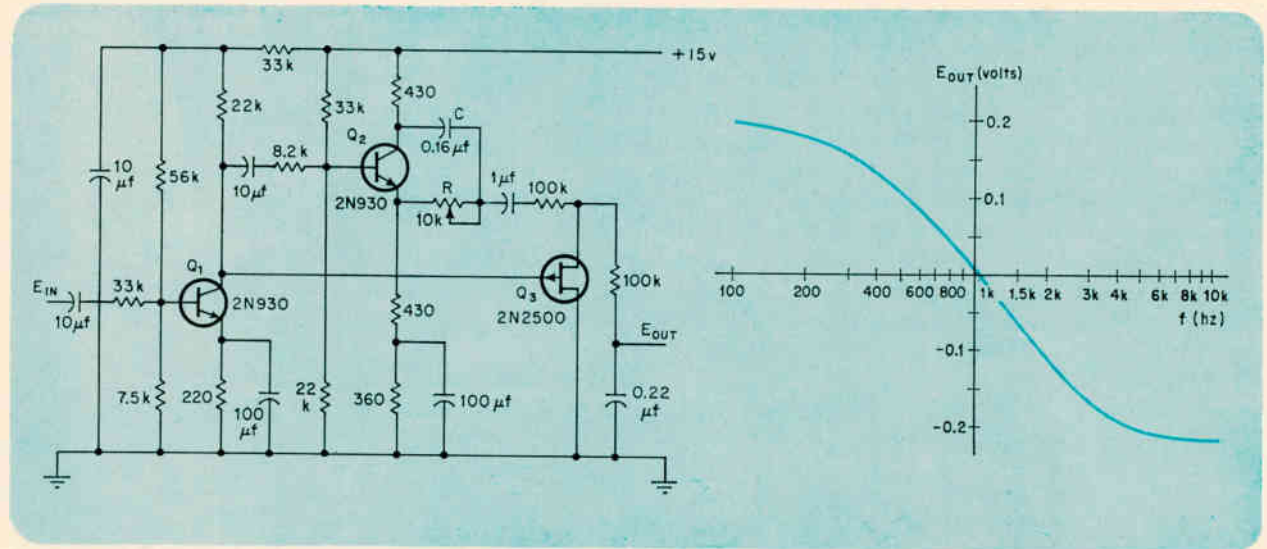 +15v
33k
22k
33k
430
C
0.16μf
Q2
10
μf
56k
8.2k
10μf
2N930
R
10k
1μf
100k
Q1
EIN
33k
10μf
2N930
Q3
2N2500
100k
430
EOUT
7.5k
220
100
μf
22
k
360
100μf
0.22
μf
EOUT (volts)
0.2
0.1
100
200
400
600
800
1k
1.5k
2k
3k
4k
6k
8k
10k
f (hz)
-0.1
-0.2